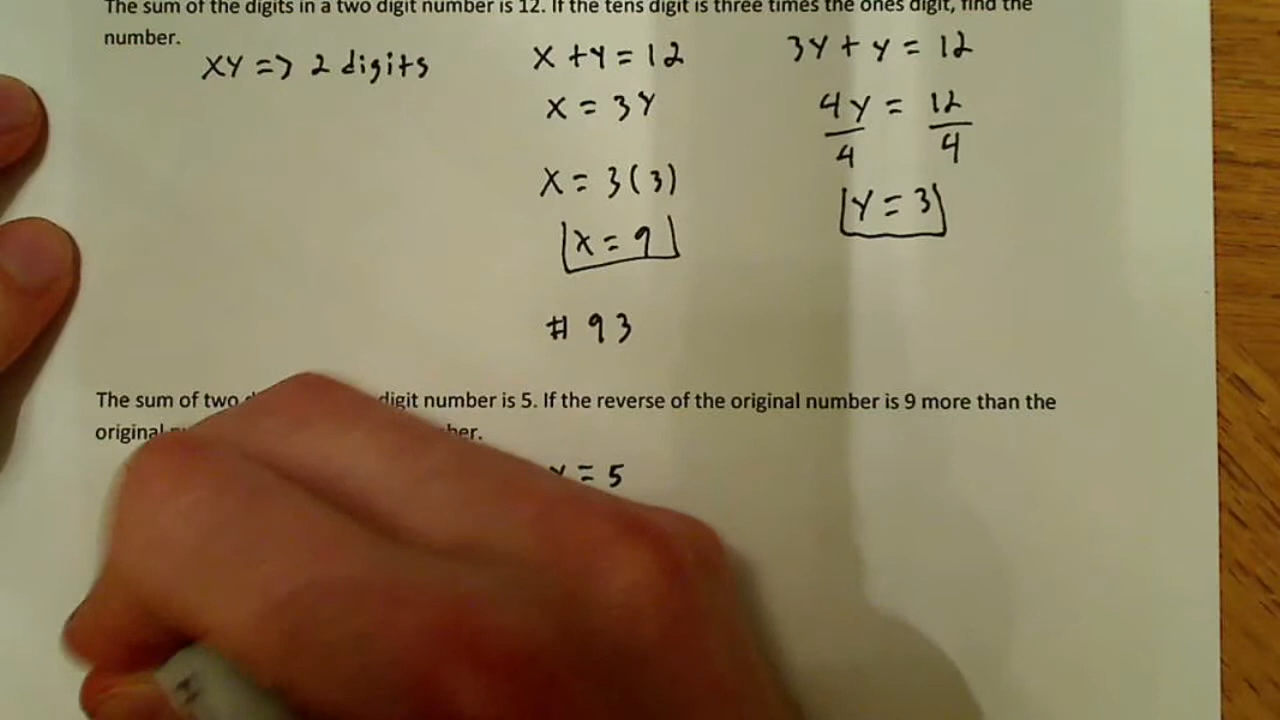 The sum of the digits in a two digit number is 12. If the tens digit is three times the ones digit, find the
number.
XY => 2 digits
X + Y = 12
X = 3Y
X = 3(3)
X = 9
# 93
3Y + Y = 12
4Y = 12
4 4
Y = 3
The sum of two digit number is 5. If the reverse of the original number is 9 more than the
original
Y = 5